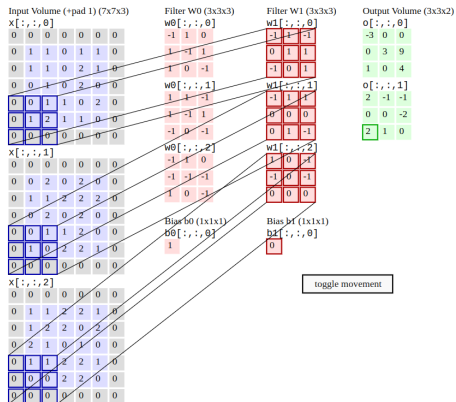 Input Volume (+pad 1) (7x7x3)
x[:,:,0]
0 0 0 0 0 0 0
0 1 1 0 1 1 0
0 1 1 0 2 1 0
0 0 1 0 2 0 0
0 0 1 1 0 2 0
0 1 2 1 1 0 0
0 0 0 0 0 0 0
x[:,:,1]
0 0 0 0 0 0 0
0 0 2 0 2 0 0
0 1 1 2 2 2 0
0 0 2 0 2 0 0
0 0 1 1 2 0 0
0 1 0 2 2 1 0
0 0 0 0 0 0 0
x[:,:,2]
0 0 0 0 0 0 0
0 1 1 2 2 1 0
0 1 2 2 0 2 0
0 2 1 0 1 0 0
0 1 1 2 2 1 0
0 0 0 2 2 0 0
0 0 0 0 0 0 0
Filter W0 (3x3x3)
w0[:,:,0]
-1 1 0
1 -1 1
1 0 -1
w0[:,:,1]
1 1 -1
1 -1 1
-1 0 -1
w0[:,:,2]
-1 1 0
-1 -1 -1
1 0 -1
Bias b0 (1x1x1)
b0[:,:,0]
1
Filter W1 (3x3x3)
w1[:,:,0]
-1 1 -1
0 1 1
-1 0 1
w1[:,:,1]
-1 1 1
0 0 0
0 1 -1
w1[:,:,2]
1 0 -1
-1 0 -1
0 0 0
Bias b1 (1x1x1)
b1[:,:,0]
0
Output Volume (3x3x2)
o[:,:,0]
-3 0 0
0 3 9
1 0 4
o[:,:,1]
2 -1 -1
0 0 -2
2 1 0
toggle movement